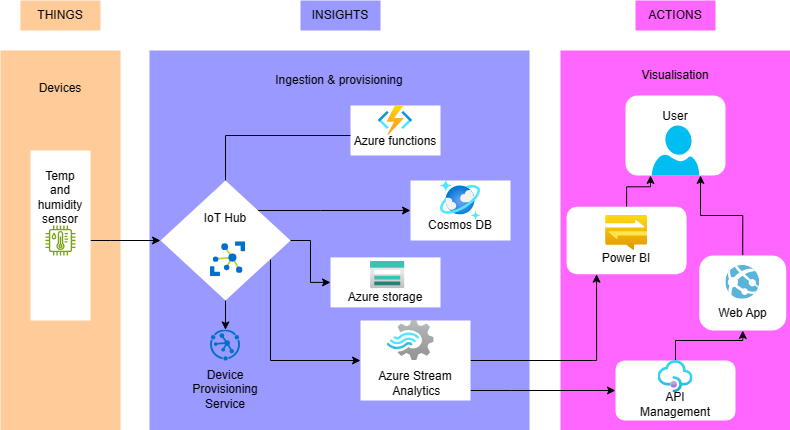 THINGS
INSIGHTS
ACTIONS
Devices
Ingestion & provisioning
Visualisation
Temp
and
humidity
sensor
Azure functions
IoT Hub
Cosmos DB
Azure storage
Device
Provisioning
Service
Azure Stream
Analytics
User
Power BI
Web App
API
Management